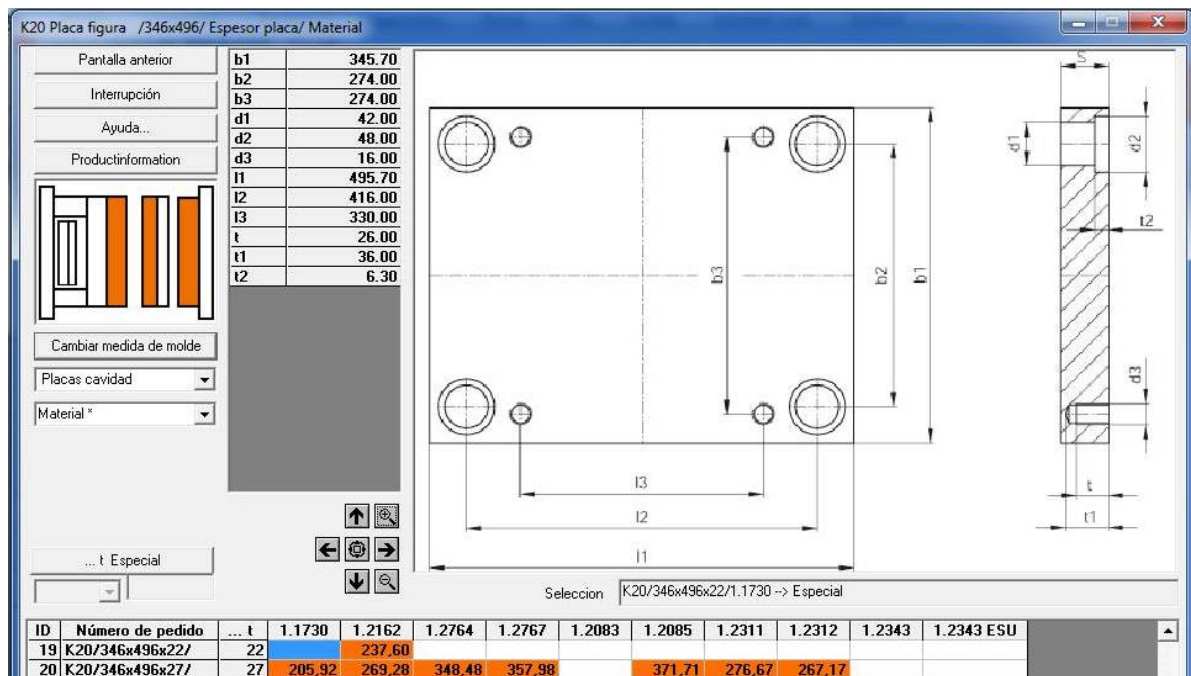 K20 Placa figura /346x496/ Espesor placa/ Material
Pantalla anterior
Interrupción
Ayuda...
Productinformation
Cambiar medida de molde
Placas cavidad
Material *
... t Especial
b1 345.70
b2 274.00
b3 274.00
d1 42.00
d2 48.00
d3 16.00
l1 495.70
l2 416.00
l3 330.00
t 26.00
t1 36.00
t2 6.30
S
d1
d2
t2
b3
b2
b1
d3
l3
t
l2
t1
l1
Seleccion K20/346x496x22/1.1730 --> Especial
ID Número de pedido ... t 1.1730 1.2162 1.2764 1.2767 1.2083 1.2085 1.2311 1.2312 1.2343 1.2343 ESU
19 K20/346x496x22/ 22 237,60
20 K20/346x496x27/ 27 205,92 269,28 348,48 357,98 371,71 276,67 267,17